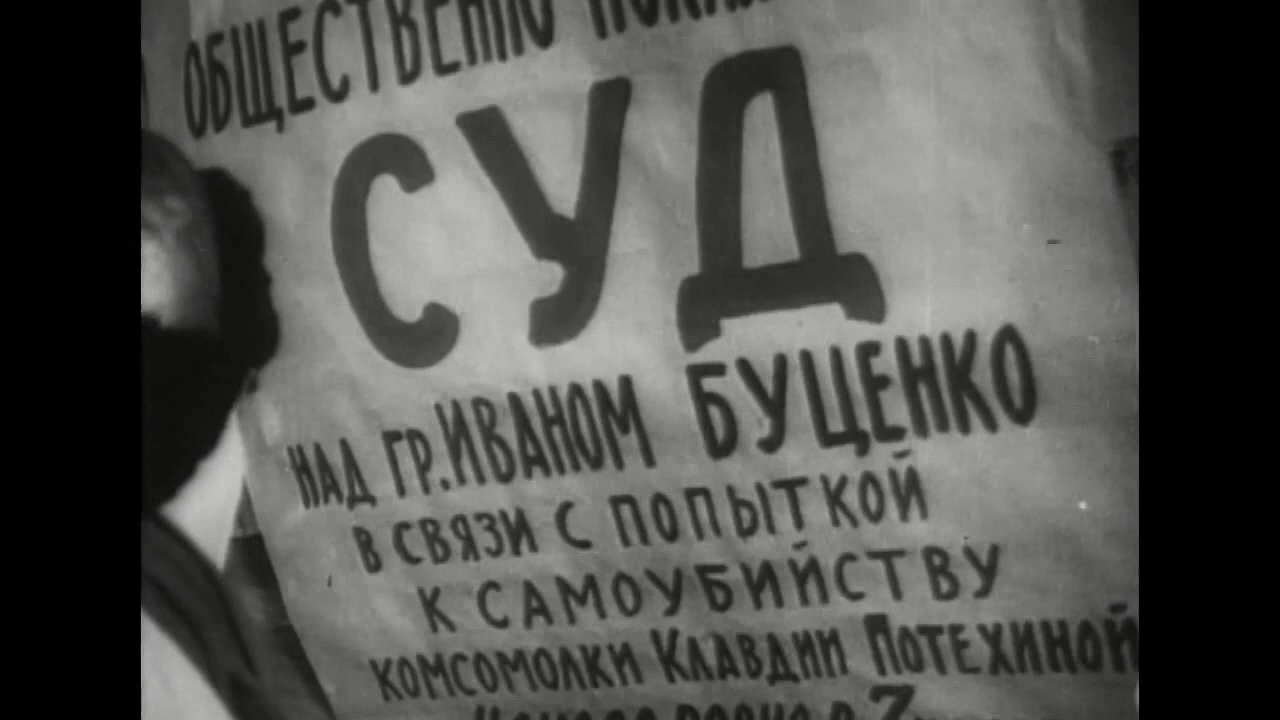 ОБЩЕСТВЕННО
СУД
НАД ГР. ИВАНОМ БУЦЕНКО
В СВЯЗИ С ПОПЫТКОЙ
К САМОУБИЙСТВУ
КОМСОМОЛКИ КЛАВДИИ ПОТЕХИНОЙ